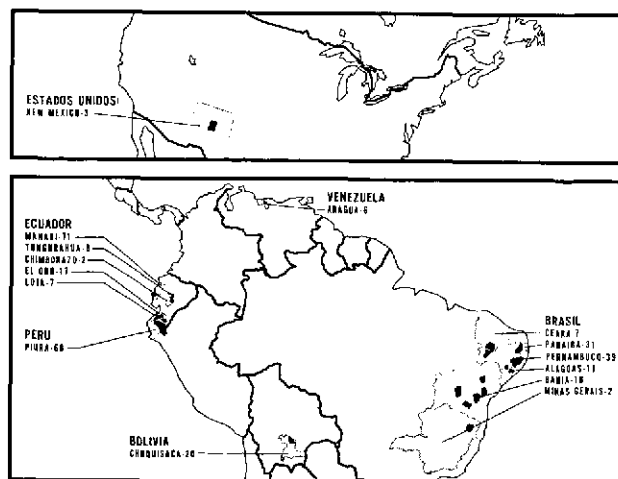 ESTADOS UNIDOS:
NEW MEXICO-3
VENEZUELA
ARAGUA-6
ECUADOR
MANABI-71
TUNGURAHUA-8
CHIMBORAZO-2
EL ORO-17
LOJA-7
PERU
PIURA-68
BRASIL
CEARA 7
PARAIBA-31
PERNAMBUCO-39
ALAGOAS-11
BAHIA-18
MINAS GERAIS-2
BOLIVIA
CHUQUISACA-20